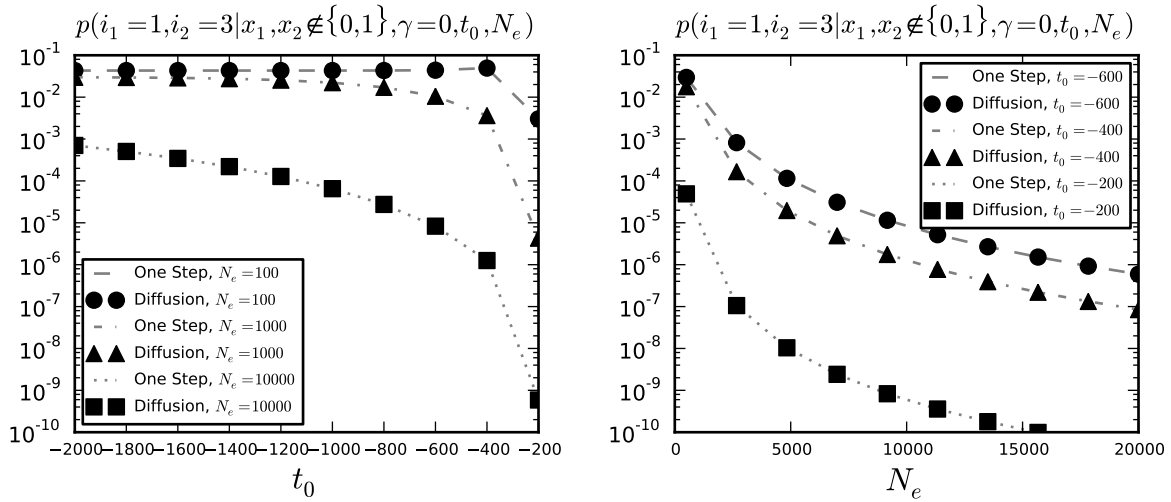 p(i₁=1,i₂=3|x₁,x₂∉{0,1},γ=0,t₀,Nₑ)
10⁻¹
10⁻²
10⁻³
10⁻⁴
10⁻⁵
10⁻⁶
10⁻⁷
10⁻⁸
10⁻⁹
10⁻¹⁰
One Step, Nₑ=100
Diffusion, Nₑ=100
One Step, Nₑ=1000
Diffusion, Nₑ=1000
One Step, Nₑ=10000
Diffusion, Nₑ=10000
−2000 −1800 −1600 −1400 −1200 −1000 −800 −600 −400 −200
t₀
p(i₁=1,i₂=3|x₁,x₂∉{0,1},γ=0,t₀,Nₑ)
10⁻¹
10⁻²
10⁻³
10⁻⁴
10⁻⁵
10⁻⁶
10⁻⁷
10⁻⁸
10⁻⁹
10⁻¹⁰
One Step, t₀=−600
Diffusion, t₀=−600
One Step, t₀=−400
Diffusion, t₀=−400
One Step, t₀=−200
Diffusion, t₀=−200
0 5000 10000 15000 20000
Nₑ